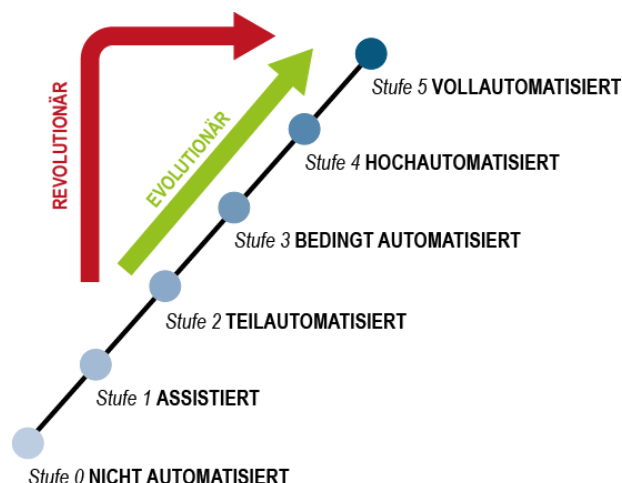 REVOLUTIONÄR
EVOLUTIONÄR
Stufe 5 VOLLAUTOMATISIERT
Stufe 4 HOCHAUTOMATISIERT
Stufe 3 BEDINGT AUTOMATISIERT
Stufe 2 TEILAUTOMATISIERT
Stufe 1 ASSISTIERT
Stufe 0 NICHT AUTOMATISIERT